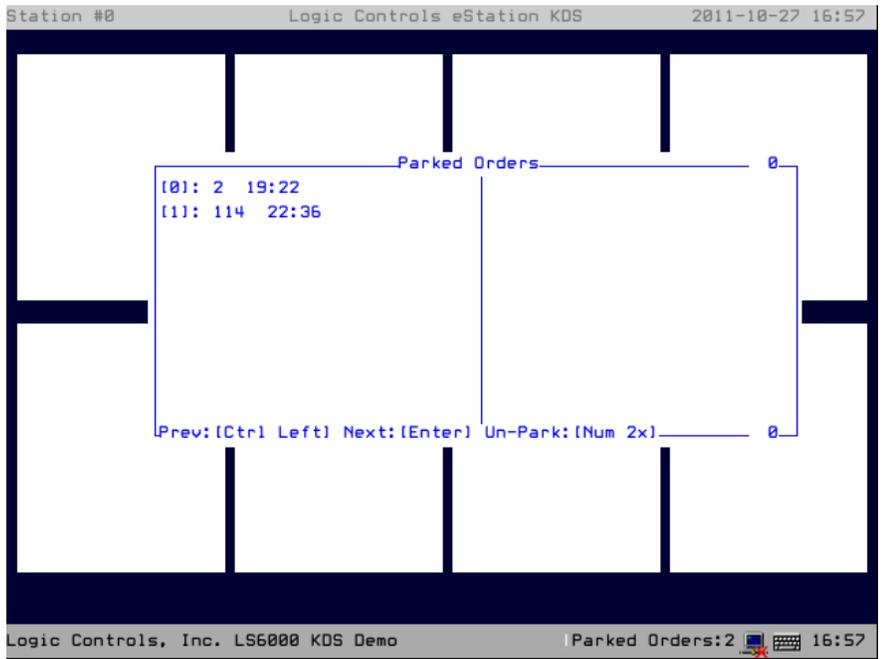 Station #0 Logic Controls eStation KDS 2011-10-27 16:57
Parked Orders 0
[0]: 2 19:22
[1]: 114 22:36
Prev:[Ctrl Left] Next:[Enter] Un-Park:[Num 2x] 0
Logic Controls, Inc. LS6000 KDS Demo Parked Orders:2 16:57